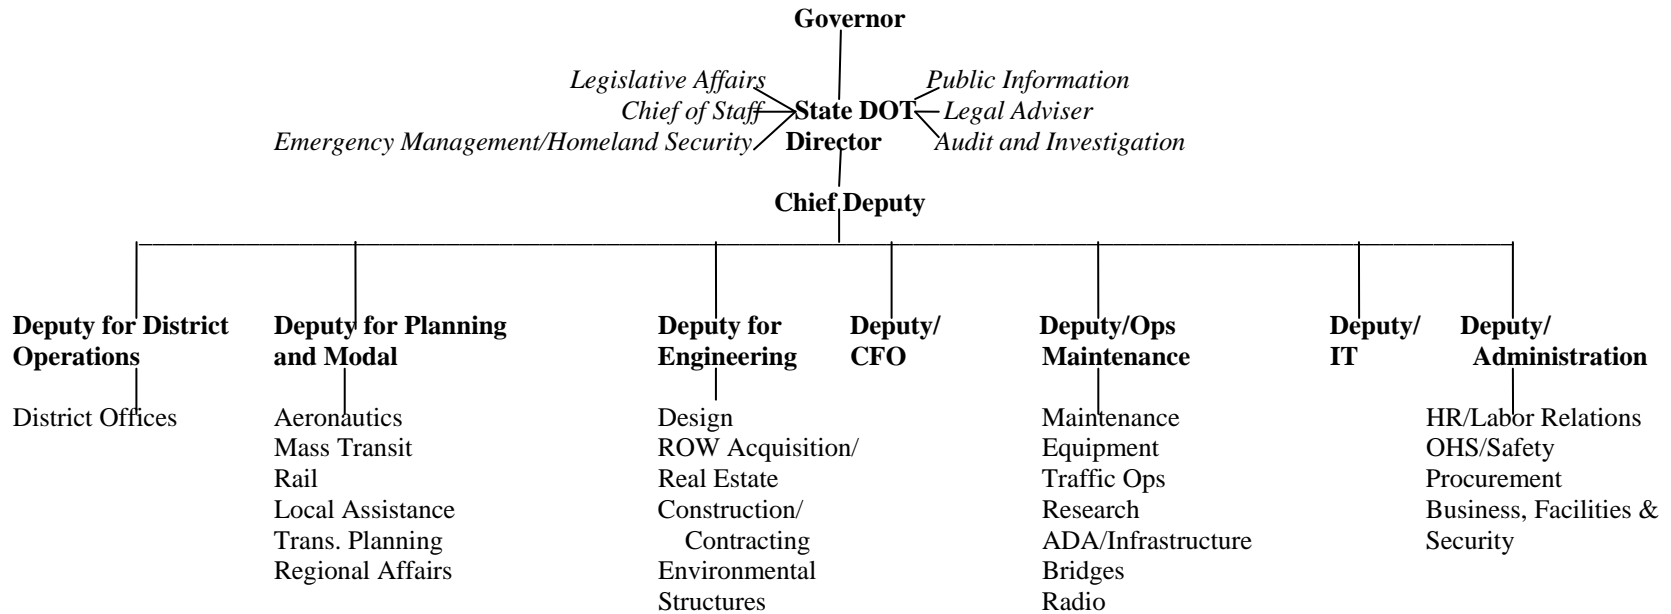 Governor
Legislative Affairs Public Information
Chief of Staff State DOT Legal Adviser
Emergency Management/Homeland Security Director Audit and Investigation
Chief Deputy
Deputy for District
Operations
District Offices
Deputy for Planning
and Modal
Aeronautics
Mass Transit
Rail
Local Assistance
Trans. Planning
Regional Affairs
Deputy for
Engineering
Design
ROW Acquisition/
Real Estate
Construction/
Contracting
Environmental
Structures
Deputy/
CFO
Deputy/Ops
Maintenance
Maintenance
Equipment
Traffic Ops
Research
ADA/Infrastructure
Bridges
Radio
Deputy/
IT
Deputy/
Administration
HR/Labor Relations
OHS/Safety
Procurement
Business, Facilities &
Security